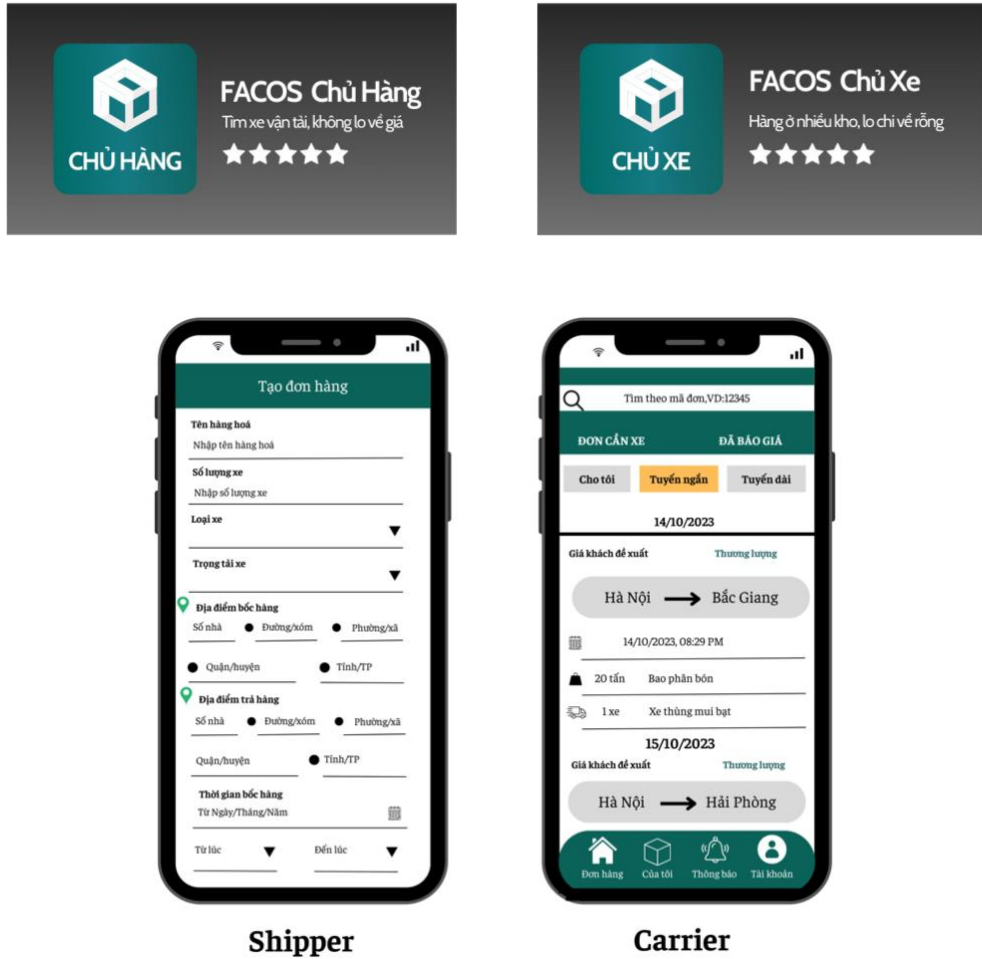 CHỦ HÀNG
FACOS Chủ Hàng
Tìm xe vận tải, không lo về giá
CHỦ XE
FACOS Chủ Xe
Hàng ở nhiều kho, lo chi về rỗng
Tạo đơn hàng
Tên hàng hoá
Nhập tên hàng hoá
Số lượng xe
Nhập số lượng xe
Loại xe
Trọng tải xe
Địa điểm bốc hàng
Số nhà Đường/xóm Phường/xã
Quận/huyện Tỉnh/TP
Địa điểm trả hàng
Số nhà Đường/xóm Phường/xã
Quận/huyện Tỉnh/TP
Thời gian bốc hàng
Từ Ngày/Tháng/Năm
Từ lúc Đến lúc
Shipper
Tìm theo mã đơn,VD:12345
ĐƠN CẦN XE ĐÃ BÁO GIÁ
Cho tôi Tuyến ngắn Tuyến dài
14/10/2023
Giá khách đề xuất Thương lượng
Hà Nội → Bắc Giang
14/10/2023, 08:29 PM
20 tấn Bao phân bón
1 xe Xe thùng mui bạt
15/10/2023
Giá khách đề xuất Thương lượng
Hà Nội → Hải Phòng
Đơn hàng Của tôi Thông báo Tài khoản
Carrier